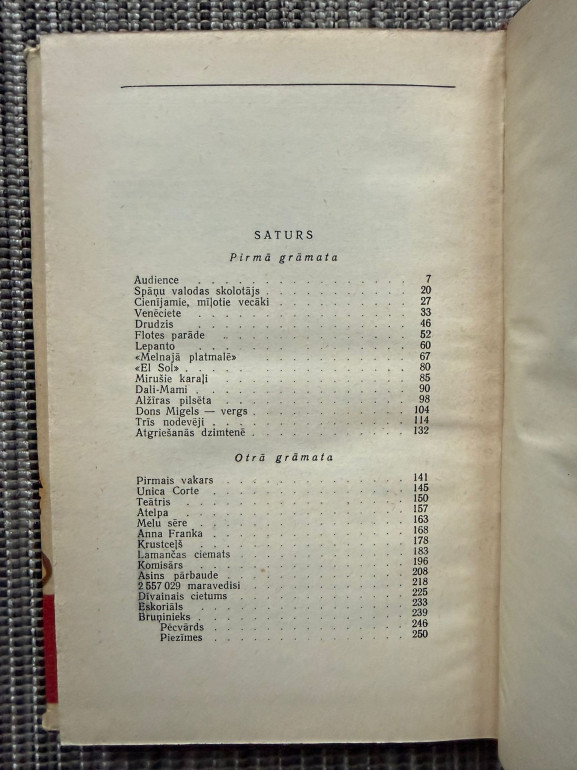 SATURS
Pirmā grāmata
Audience . . . . . . . . . . 7
Spāņu valodas skolotājs . . . . . . . . 20
Cienījamie, mīļotie vecāki . . . . . . . . 27
Venēciete . . . . . . . . . . 33
Drudzis . . . . . . . . . . 46
Flotes parāde . . . . . . . . . . 52
Lepanto . . . . . . . . . . 60
«Melnajā platmalē» . . . . . . . . 67
«El Sol» . . . . . . . . . . 80
Mirušie karaļi . . . . . . . . . . 85
Dali-Mami . . . . . . . . . . 90
Alžīras pilsēta . . . . . . . . . . 98
Dons Migels — vergs . . . . . . . . 104
Trīs nodevēji . . . . . . . . . . 114
Atgriešanās dzimtenē . . . . . . . . 132
Otrā grāmata
Pirmais vakars . . . . . . . . . . 141
Unica Corte . . . . . . . . . . 145
Teātris . . . . . . . . . . 150
Atelpa . . . . . . . . . . 157
Melu sēre . . . . . . . . . . 163
Anna Franka . . . . . . . . . . 168
Krustceļš . . . . . . . . . . 178
Lamančas ciemats . . . . . . . . 183
Komisārs . . . . . . . . . . 196
Asins pārbaude . . . . . . . . . . 208
2 557 029 maravedisi . . . . . . . . 218
Dīvainais cietums . . . . . . . . 225
Eskoriāls . . . . . . . . . . 233
Bruņinieks . . . . . . . . . . 239
Pēcvārds . . . . . . . . . . 246
Piezīmes . . . . . . . . . . 250